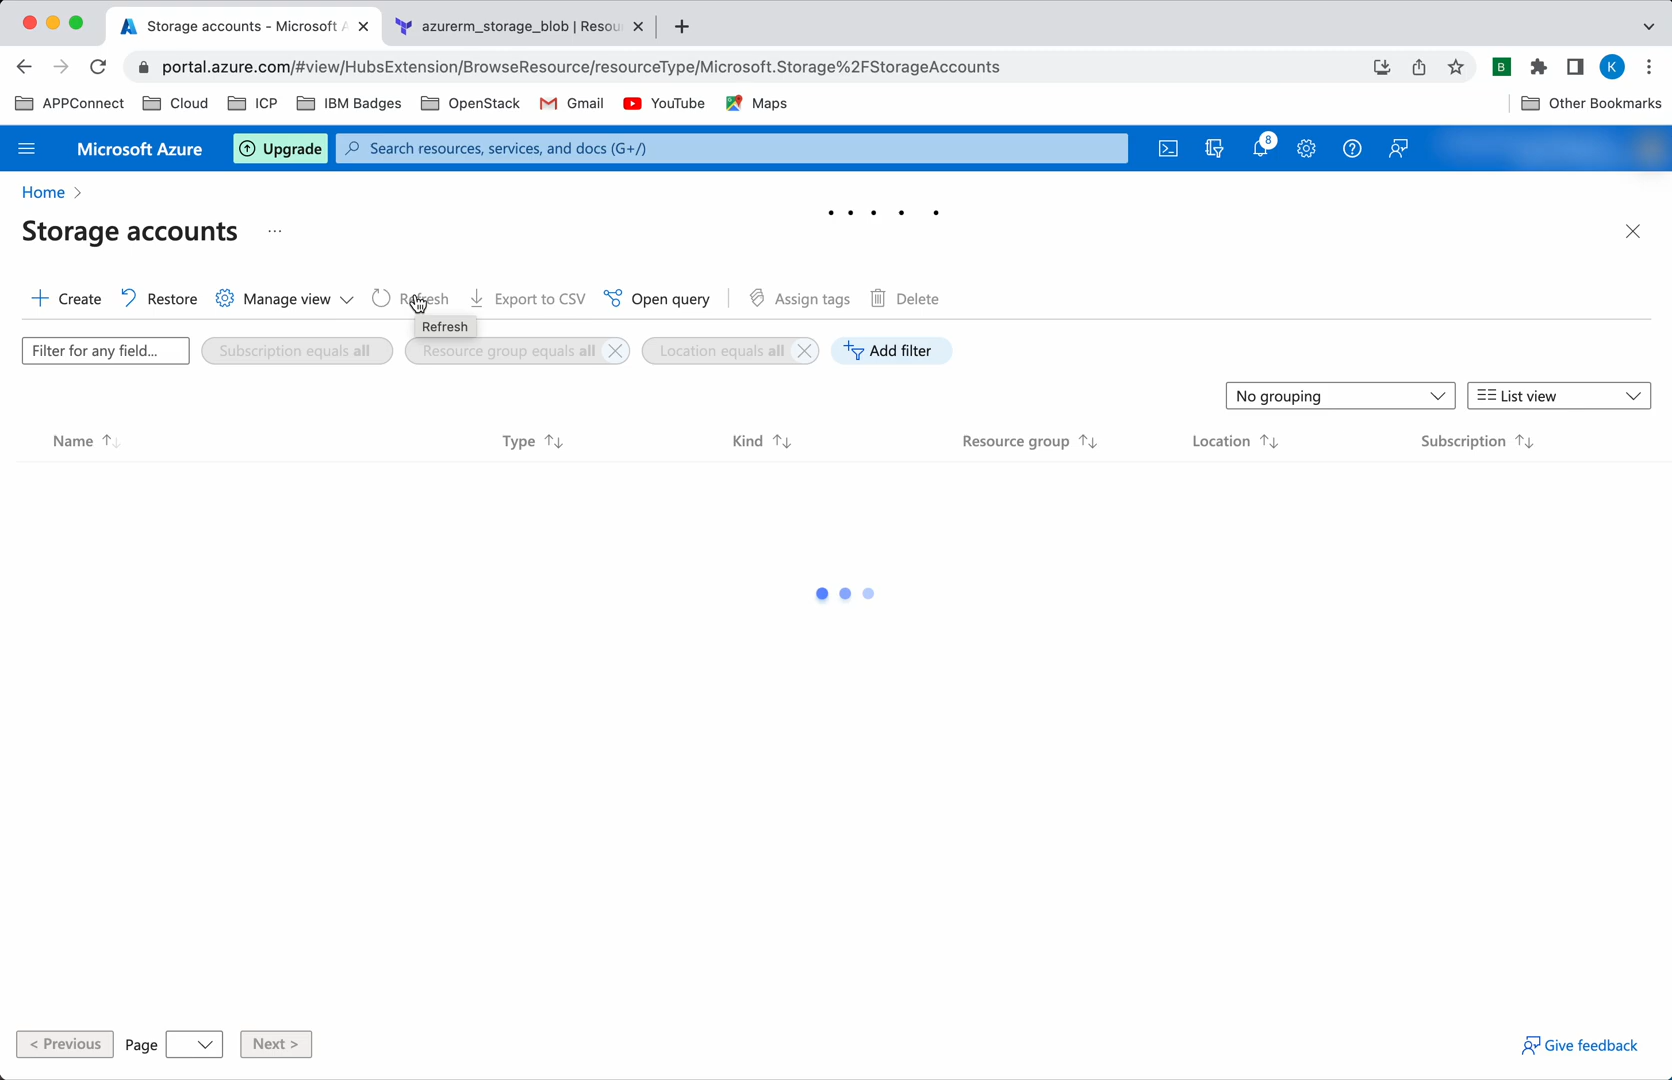 Storage accounts - Microsoft A
azurerm_storage_blob | Resou
portal.azure.com/#view/HubsExtension/BrowseResource/resourceType/Microsoft.Storage%2FStorageAccounts
B
K
APPConnect Cloud ICP IBM Badges OpenStack Gmail YouTube Maps Other Bookmarks
Microsoft Azure Upgrade Search resources, services, and docs (G+/) 8
Home >
Storage accounts ...
Create Restore Manage view Refresh Export to CSV Open query Assign tags Delete
Refresh
Filter for any field... Subscription equals all Resource group equals all Location equals all Add filter
No grouping List view
Name Type Kind Resource group Location Subscription
< Previous Page Next > Give feedback